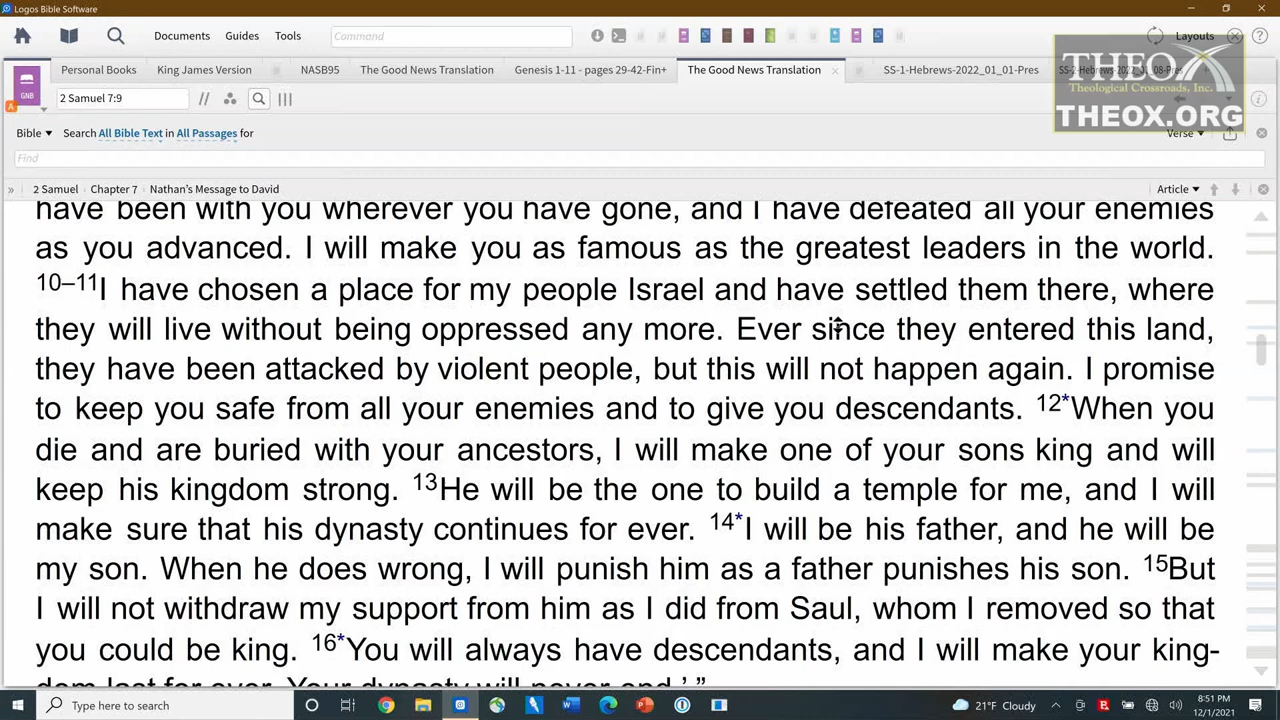 Logos Bible Software
Documents Guides Tools Command Layouts
Personal Books King James Version NASB95 Genesis 1-11 - pages 29-42-Fin+ The Good News Translation SS-1-Hebrews-2022_01_01-Pres
GNB 2 Samuel 7:9
THEOX
Theological Crossroads, Inc.
THEOX.ORG
Bible Search All Bible Text in All Passages for Verse
Find
2 Samuel Chapter 7 Nathan's Message to David Article
have been with you wherever you have gone, and I have defeated all your enemies
as you advanced. I will make you as famous as the greatest leaders in the world.
10–11I have chosen a place for my people Israel and have settled them there, where
they will live without being oppressed any more. Ever since they entered this land,
they have been attacked by violent people, but this will not happen again. I promise
to keep you safe from all your enemies and to give you descendants. 12*When you
die and are buried with your ancestors, I will make one of your sons king and will
keep his kingdom strong. 13He will be the one to build a temple for me, and I will
make sure that his dynasty continues for ever. 14*I will be his father, and he will be
my son. When he does wrong, I will punish him as a father punishes his son. 15But
I will not withdraw my support from him as I did from Saul, whom I removed so that
you could be king. 16*You will always have descendants, and I will make your king-
dom last for ever. Your dynasty will never end.' ”
Type here to search 21°F Cloudy 8:51 PM
12/1/2021